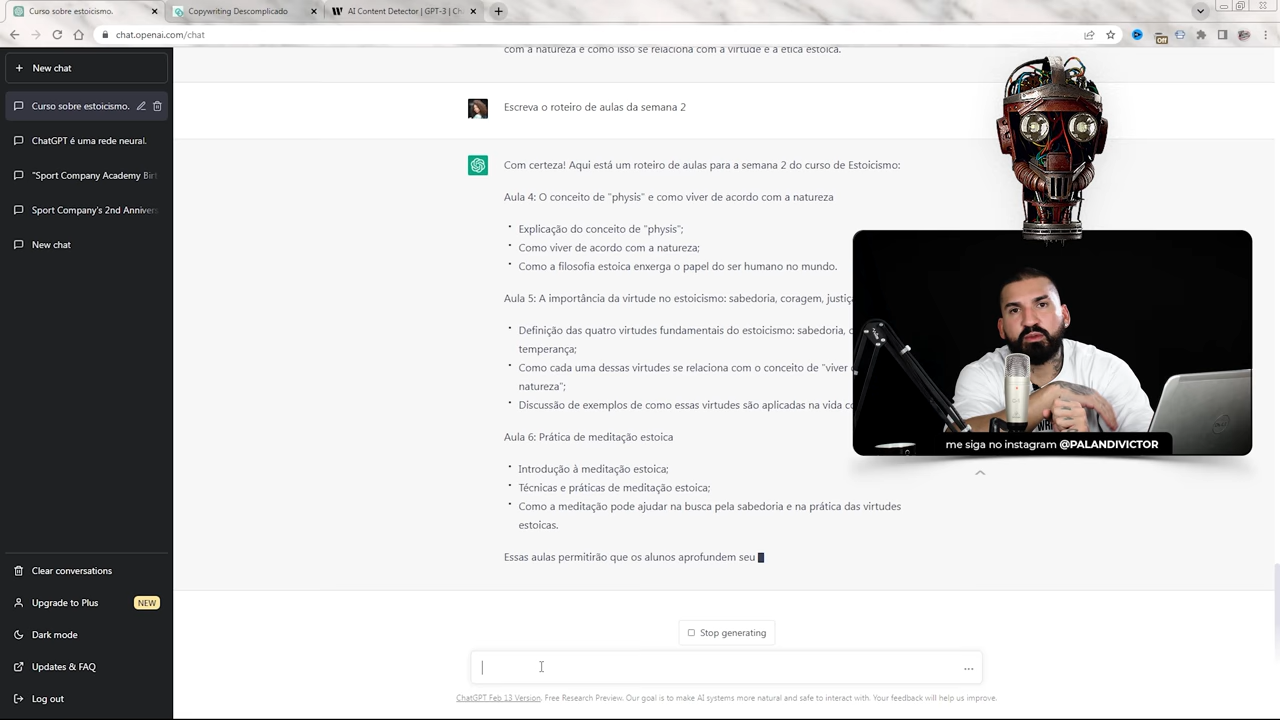 Curso sobre estoicismo.
Copywriting Descomplicado
AI Content Detector | GPT-3 | Ch
chat.openai.com/chat
Off
New chat
Curso sobre estoicismo.
ChatGPT é uma rede neural.
"Sport Company Academy Birt
Sport Company's 2nd Annivers
New chat
com a natureza e como isso se relaciona com a virtude e a ética estoica.
Escreva o roteiro de aulas da semana 2
Com certeza! Aqui está um roteiro de aulas para a semana 2 do curso de Estoicismo:
Aula 4: O conceito de "physis" e como viver de acordo com a natureza
Explicação do conceito de "physis";
Como viver de acordo com a natureza;
Como a filosofia estoica enxerga o papel do ser humano no mundo.
Aula 5: A importância da virtude no estoicismo: sabedoria, coragem, justiça
Definição das quatro virtudes fundamentais do estoicismo: sabedoria, c
temperança;
Como cada uma dessas virtudes se relaciona com o conceito de "viver
natureza";
Discussão de exemplos de como essas virtudes são aplicadas na vida co
Aula 6: Prática de meditação estoica
Introdução à meditação estoica;
Técnicas e práticas de meditação estoica;
Como a meditação pode ajudar na busca pela sabedoria e na prática das virtudes
estoicas.
Essas aulas permitirão que os alunos aprofundem seu
me siga no instagram @PALANDIVICTOR
Clear conversations
Upgrade to Plus
NEW
Dark mode
Updates & FAQ
Log out
Stop generating
ChatGPT Feb 13 Version. Free Research Preview. Our goal is to make AI systems more natural and safe to interact with. Your feedback will help us improve.